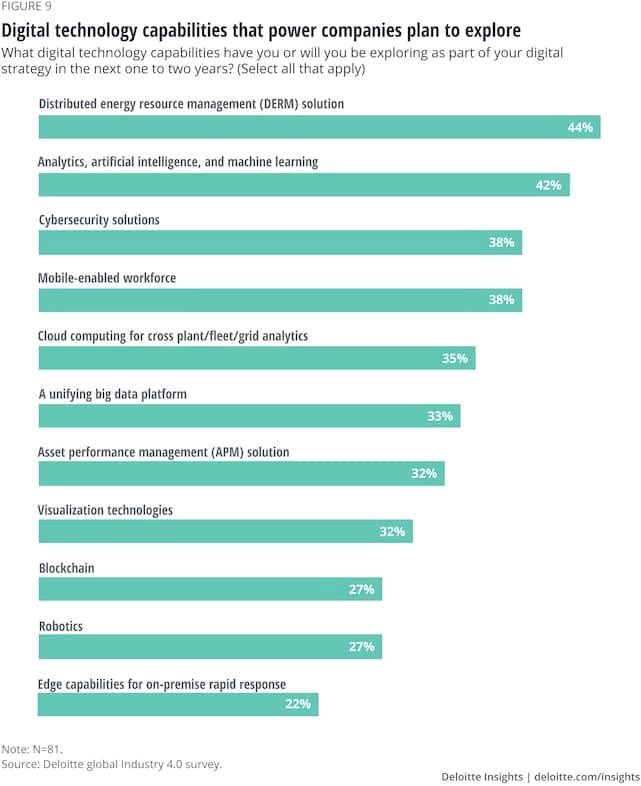 FIGURE 9
Digital technology capabilities that power companies plan to explore
What digital technology capabilities have you or will you be exploring as part of your digital
strategy in the next one to two years? (Select all that apply)
Distributed energy resource management (DERM) solution
44%
Analytics, artificial intelligence, and machine learning
42%
Cybersecurity solutions
38%
Mobile-enabled workforce
38%
Cloud computing for cross plant/fleet/grid analytics
35%
A unifying big data platform
33%
Asset performance management (APM) solution
32%
Visualization technologies
32%
Blockchain
27%
Robotics
27%
Edge capabilities for on-premise rapid response
22%
Note: N=81.
Source: Deloitte global Industry 4.0 survey.
Deloitte Insights | deloitte.com/insights